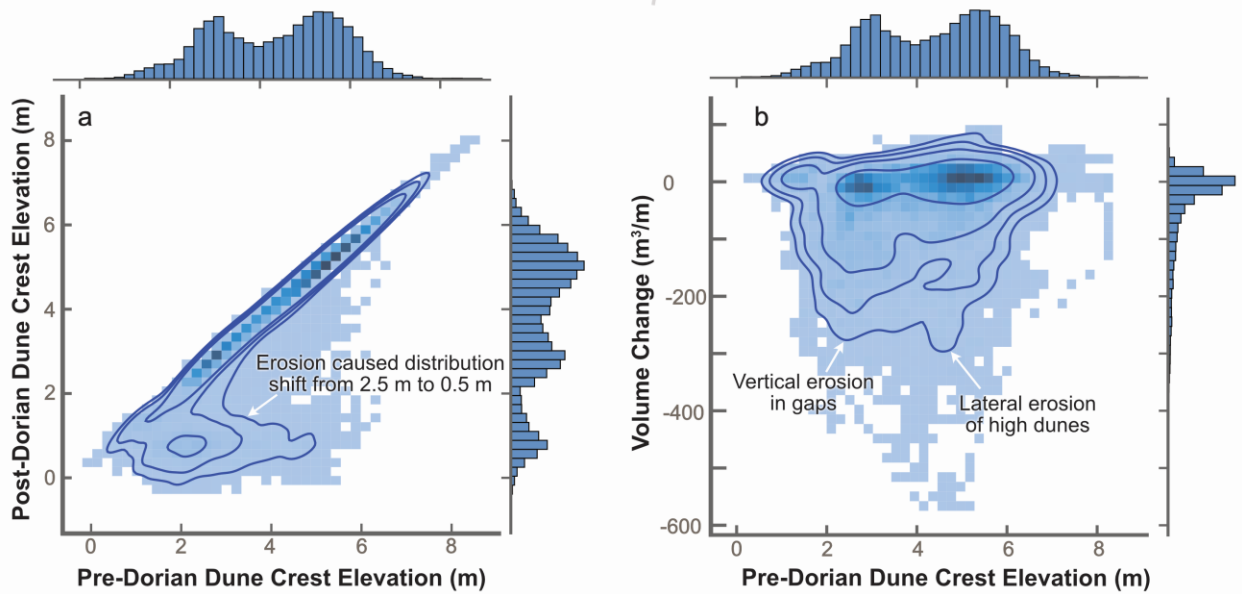 a
Post-Dorian Dune Crest Elevation (m)
8
6
4
2
0
Erosion caused distribution
shift from 2.5 m to 0.5 m
0 2 4 6 8
Pre-Dorian Dune Crest Elevation (m)
b
Volume Change (m³/m)
0
-200
-400
-600
Vertical erosion
in gaps
Lateral erosion
of high dunes
0 2 4 6 8
Pre-Dorian Dune Crest Elevation (m)